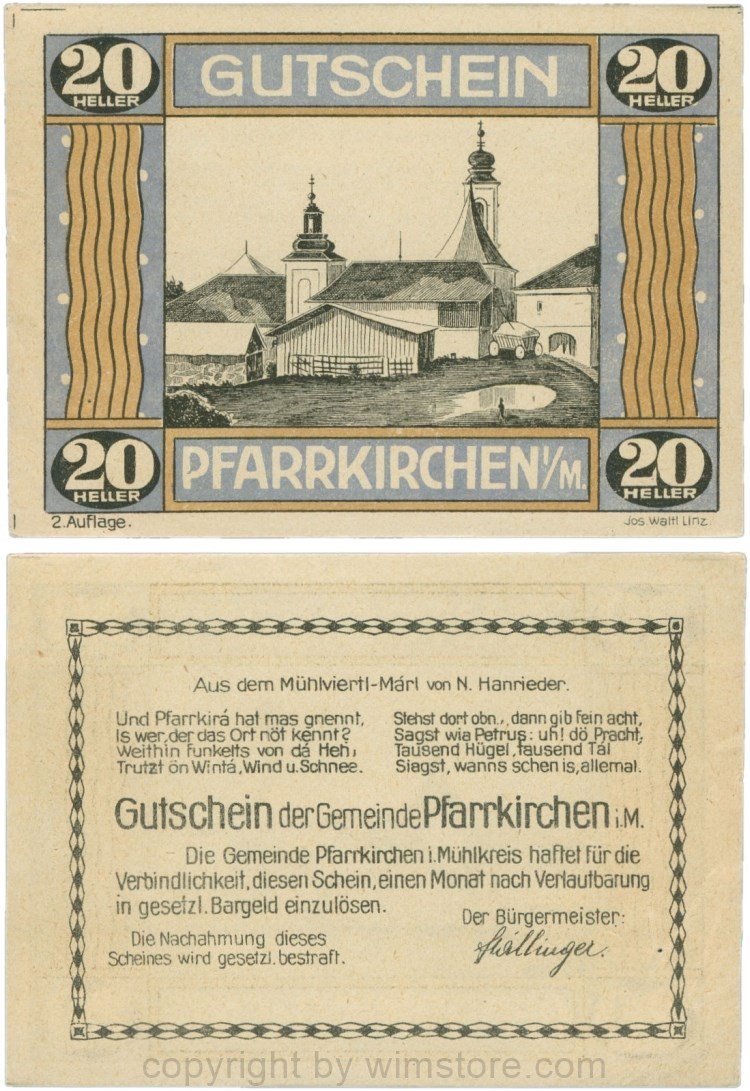 20 HELLER
GUTSCHEIN
20 HELLER
20 HELLER
PFARRKIRCHEN i/M.
20 HELLER
2. Auflage.
Jos. Waltl Linz
Aus dem Mühlviertl-Márl von N. Hanrieder.
Und Pfarrkirá hat mas gnennt,
Is wer, der das Ort nöt kennt?
Weithin funkelts von dá Heh,
Trutzt ön Wintá, Wind u. Schnee.
Stehst dort obn., dann gib fein acht,
Sagst wia Petrus: uh! dö Pracht,
Tausend Hügel, tausend Tál
Siagst, wanns schen is, allemal.
Gutschein der Gemeinde Pfarrkirchen i.M.
Die Gemeinde Pfarrkirchen i. Mühlkreis haftet für die
Verbindlichkeit, diesen Schein, einen Monat nach Verlautbarung
in gesetzl. Bargeld einzulösen.
Der Bürgermeister:
Die Nachahmung dieses
Scheines wird gesetzl. bestraft.
copyright by wimstore.com